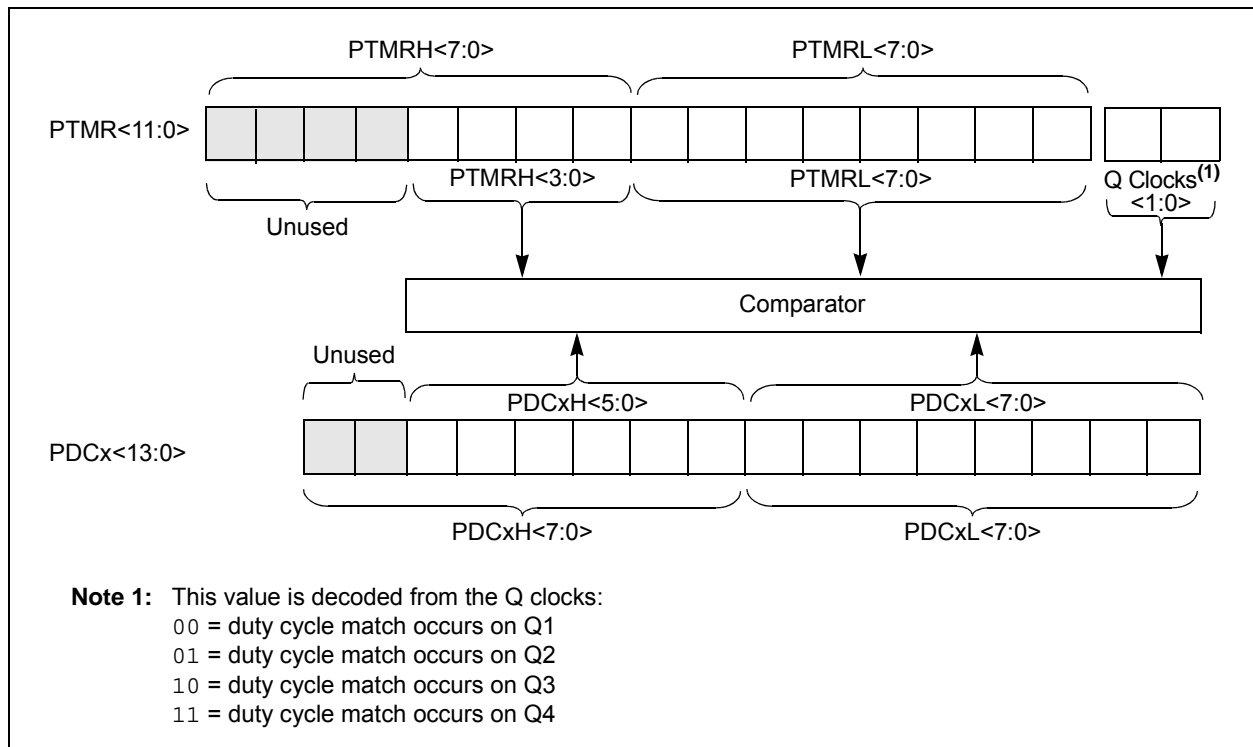 PTMRH<7:0> PTMRL<7:0>
PTMR<11:0>
PTMRH<3:0> PTMRL<7:0> Q Clocks(1)
<1:0>
Unused
Comparator
Unused
PDCxH<5:0> PDCxL<7:0>
PDCx<13:0>
PDCxH<7:0> PDCxL<7:0>
Note 1: This value is decoded from the Q clocks:
00 = duty cycle match occurs on Q1
01 = duty cycle match occurs on Q2
10 = duty cycle match occurs on Q3
11 = duty cycle match occurs on Q4